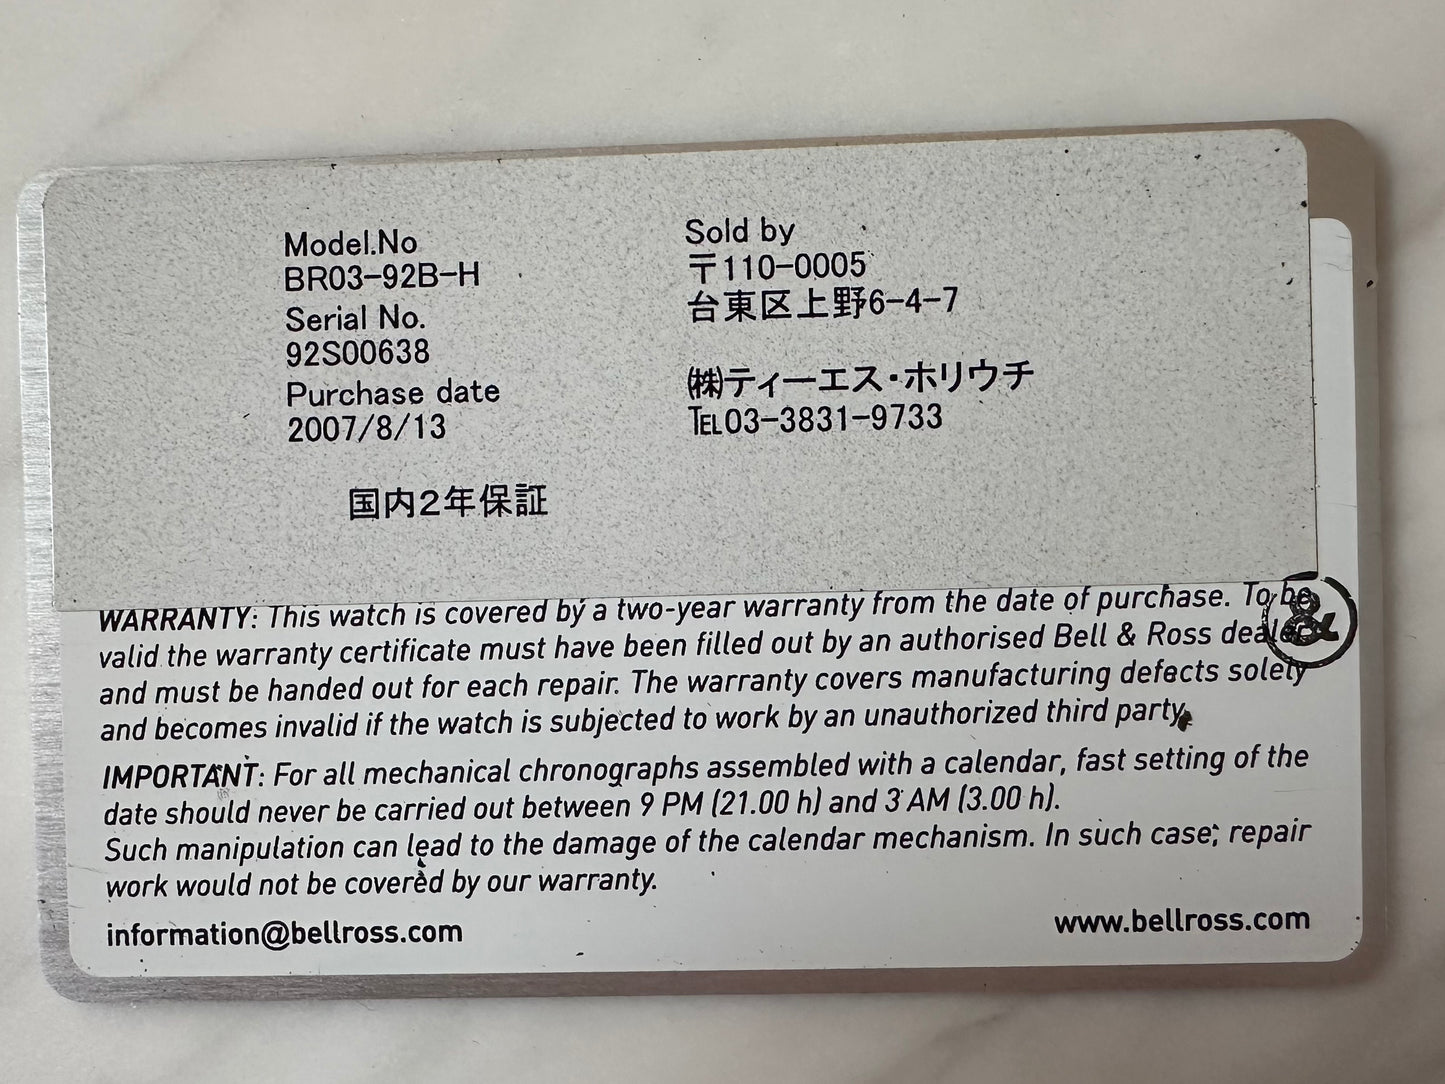 Model.No
BR03-92B-H
Serial No.
92S00638
Purchase date
2007/8/13
国内2年保証
Sold by
〒110-0005
台東区上野6-4-7
㈱ティーエス・ホリウチ
℡03-3831-9733
WARRANTY: This watch is covered by a two-year warranty from the date of purchase. To be
valid the warranty certificate must have been filled out by an authorised Bell & Ross dealer
and must be handed out for each repair. The warranty covers manufacturing defects solely
and becomes invalid if the watch is subjected to work by an unauthorized third party.
&
IMPORTANT: For all mechanical chronographs assembled with a calendar, fast setting of the
date should never be carried out between 9 PM (21.00 h) and 3 AM (3.00 h).
Such manipulation can lead to the damage of the calendar mechanism. In such case, repair
work would not be covered by our warranty.
information@bellross.com
www.bellross.com